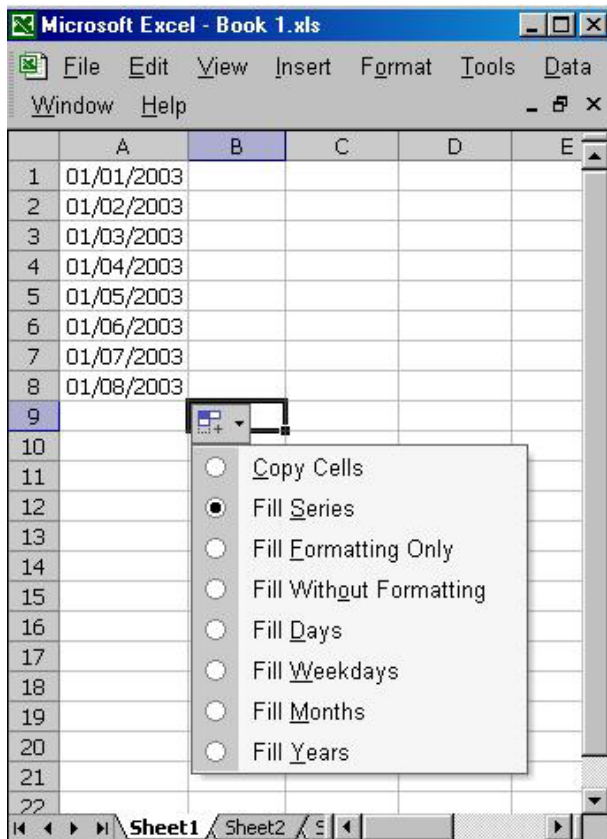 Microsoft Excel - Book 1.xls
File Edit View Insert Format Tools Data
Window Help
A B C D E
1 01/01/2003
2 01/02/2003
3 01/03/2003
4 01/04/2003
5 01/05/2003
6 01/06/2003
7 01/07/2003
8 01/08/2003
9
10
11
12
13
14
15
16
17
18
19
20
21
22
Copy Cells
Fill Series
Fill Formatting Only
Fill Without Formatting
Fill Days
Fill Weekdays
Fill Months
Fill Years
Sheet1 Sheet2